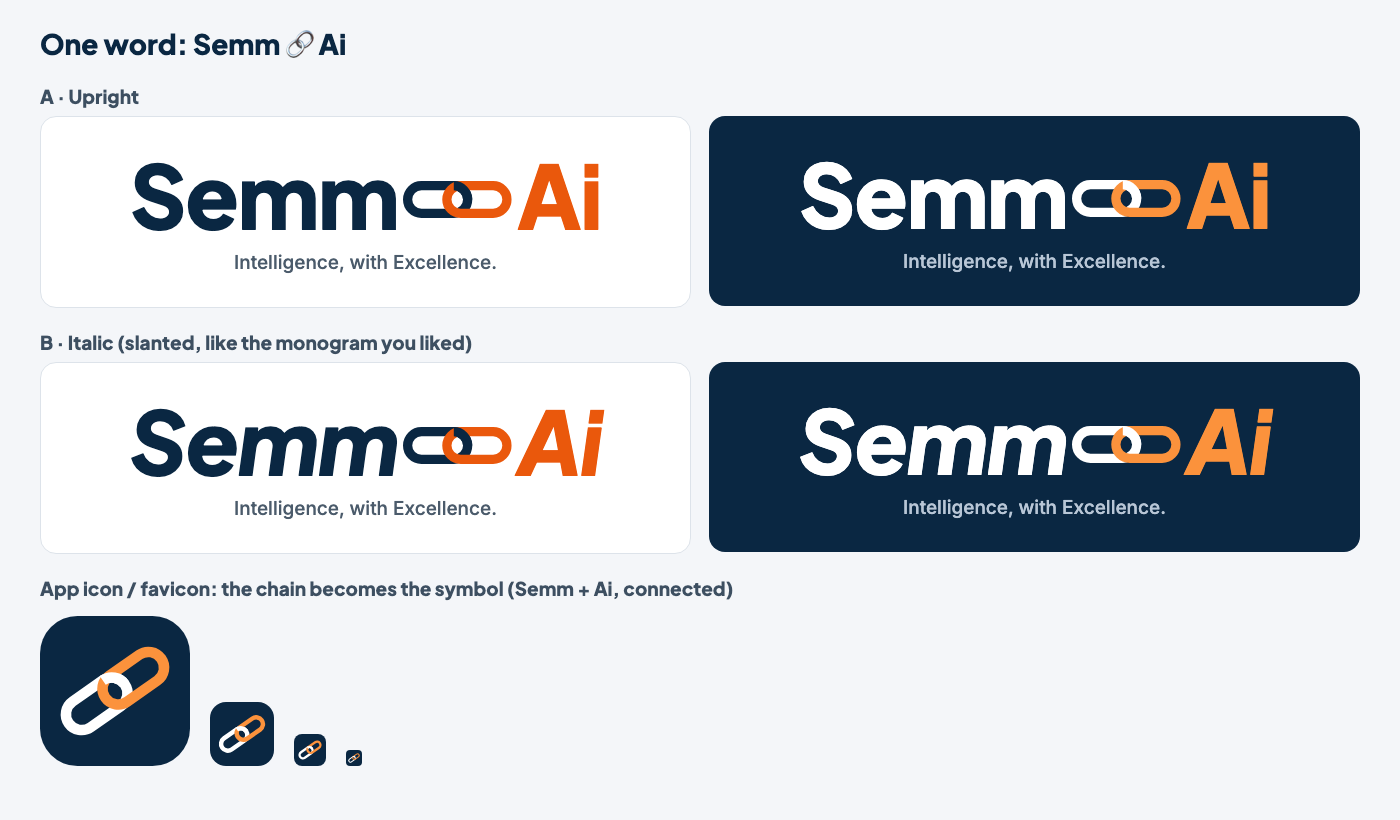 One word: Semm 🔗 Ai
A · Upright
Semm Ai
Intelligence, with Excellence.
Semm Ai
Intelligence, with Excellence.
B · Italic (slanted, like the monogram you liked)
Semm Ai
Intelligence, with Excellence.
Semm Ai
Intelligence, with Excellence.
App icon / favicon: the chain becomes the symbol (Semm + Ai, connected)